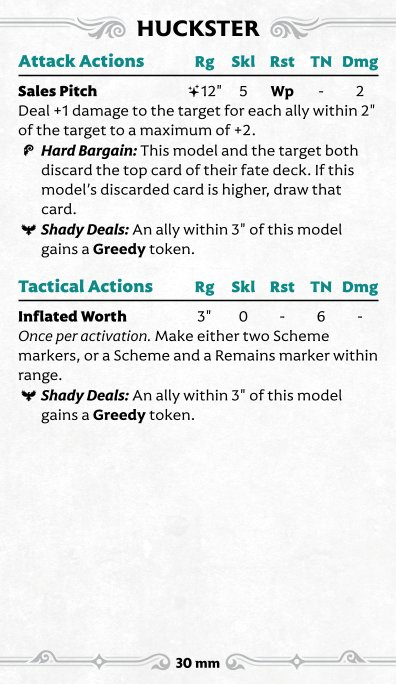 HUCKSTER
Attack Actions Rg Skl Rst TN Dmg
Sales Pitch 12" 5 Wp - 2
Deal +1 damage to the target for each ally within 2"
of the target to a maximum of +2.
Hard Bargain: This model and the target both
discard the top card of their fate deck. If this
model's discarded card is higher, draw that
card.
Shady Deals: An ally within 3" of this model
gains a Greedy token.
Tactical Actions Rg Skl Rst TN Dmg
Inflated Worth 3" 0 - 6 -
Once per activation. Make either two Scheme
markers, or a Scheme and a Remains marker within
range.
Shady Deals: An ally within 3" of this model
gains a Greedy token.
30 mm